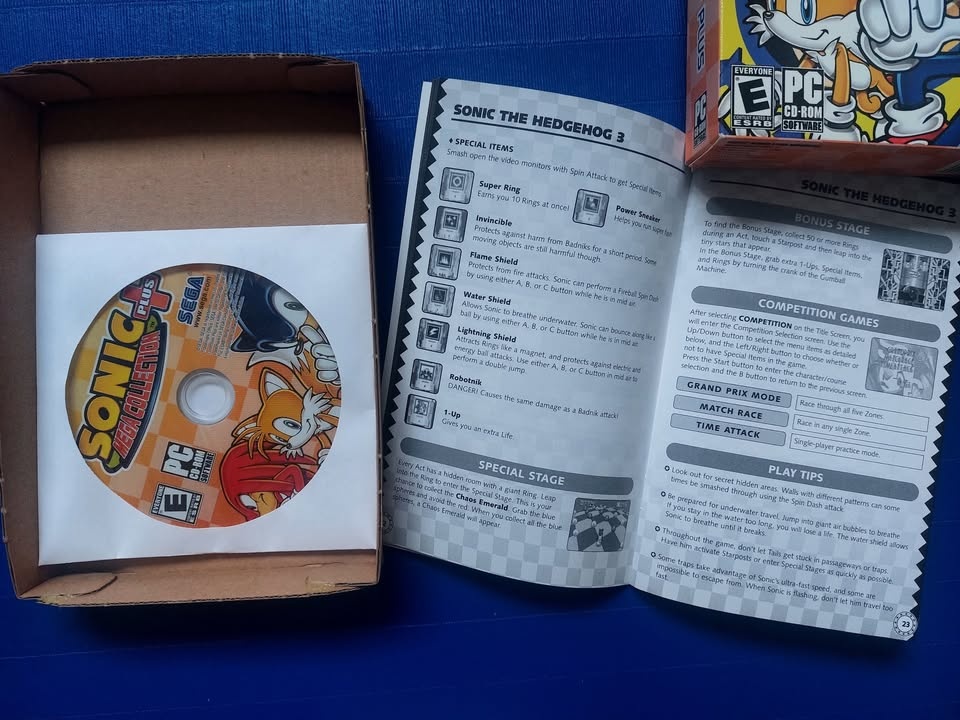 SONIC
MEGA COLLECTION
PLUS
SEGA
www.sega.com
PC
CD-ROM
SOFTWARE
EVERYONE
E
PLUS
EVERYONE
E
CONTENT RATED BY
ESRB
PC
CD-ROM
SOFTWARE
PC
CD-ROM
SONIC THE HEDGEHOG 3
SPECIAL ITEMS
Smash open the video monitors with Spin Attack to get Special Items.
Super Ring
Earns you 10 Rings at once!
Power Sneaker
Helps you run super fast!
Invincible
Protects against harm from Badniks for a short period. Some
moving objects are still harmful though.
Flame Shield
Protects from fire attacks. Sonic can perform a Fireball Spin Dash
by using either A, B, or C button while he is in mid air.
Water Shield
Allows Sonic to breathe underwater. Sonic can bounce along like a
ball by using either A, B, or C button while he is in mid air.
Lightning Shield
Attracts Rings like a magnet, and protects against electric and
energy ball attacks. Use either A, B, or C button in mid air to
perform a double jump.
Robotnik
DANGER! Causes the same damage as a Badnik attack!
1-Up
Gives you an extra Life.
SPECIAL STAGE
Every Act has a hidden room with a giant Ring. Leap
into the Ring to enter the Special Stage. This is your
chance to collect the Chaos Emerald. Grab the blue
spheres and avoid the red. When you collect all the blue
spheres, a Chaos Emerald will appear.
SONIC THE HEDGEHOG 3
BONUS STAGE
To find the Bonus Stage, collect 50 or more Rings
during an Act, touch a Starpost and then leap into the
tiny stars that appear.
In the Bonus Stage, grab extra 1-Ups, Special Items,
and Rings by turning the crank of the Gumball
Machine.
COMPETITION GAMES
After selecting COMPETITION on the Title Screen, you
will enter the Competition Selection screen. Use the
Up/Down button to select the menu items as detailed
below, and the Left/Right button to choose whether or
not to have Special Items in the game.
Press the Start button to enter the character/course
selection and the B button to return to the previous screen.
GRAND PRIX MODE
Race through all five Zones.
MATCH RACE
Race in any single Zone.
TIME ATTACK
Single-player practice mode.
PLAY TIPS
Look out for secret hidden areas. Walls with different patterns can some
times be smashed through using the Spin Dash attack.
Be prepared for underwater travel. Jump into giant air bubbles to breathe
If you stay in the water too long, you will lose a life. The water shield allows
Sonic to breathe until it breaks.
Throughout the game, don't let Tails get stuck in passageways or traps.
Have him activate Starposts or enter Special Stages as quickly as possible.
Some traps take advantage of Sonic's ultra-fast speed, and some are
impossible to escape from. When Sonic is flashing, don't let him travel too
fast.
23